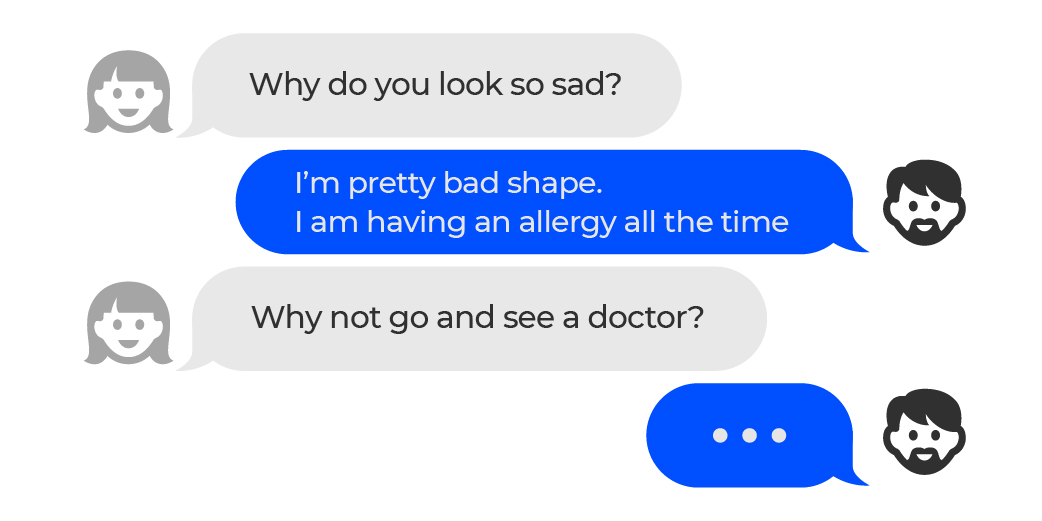 Why do you look so sad?
I’m pretty bad shape.
I am having an allergy all the time
Why not go and see a doctor?
...